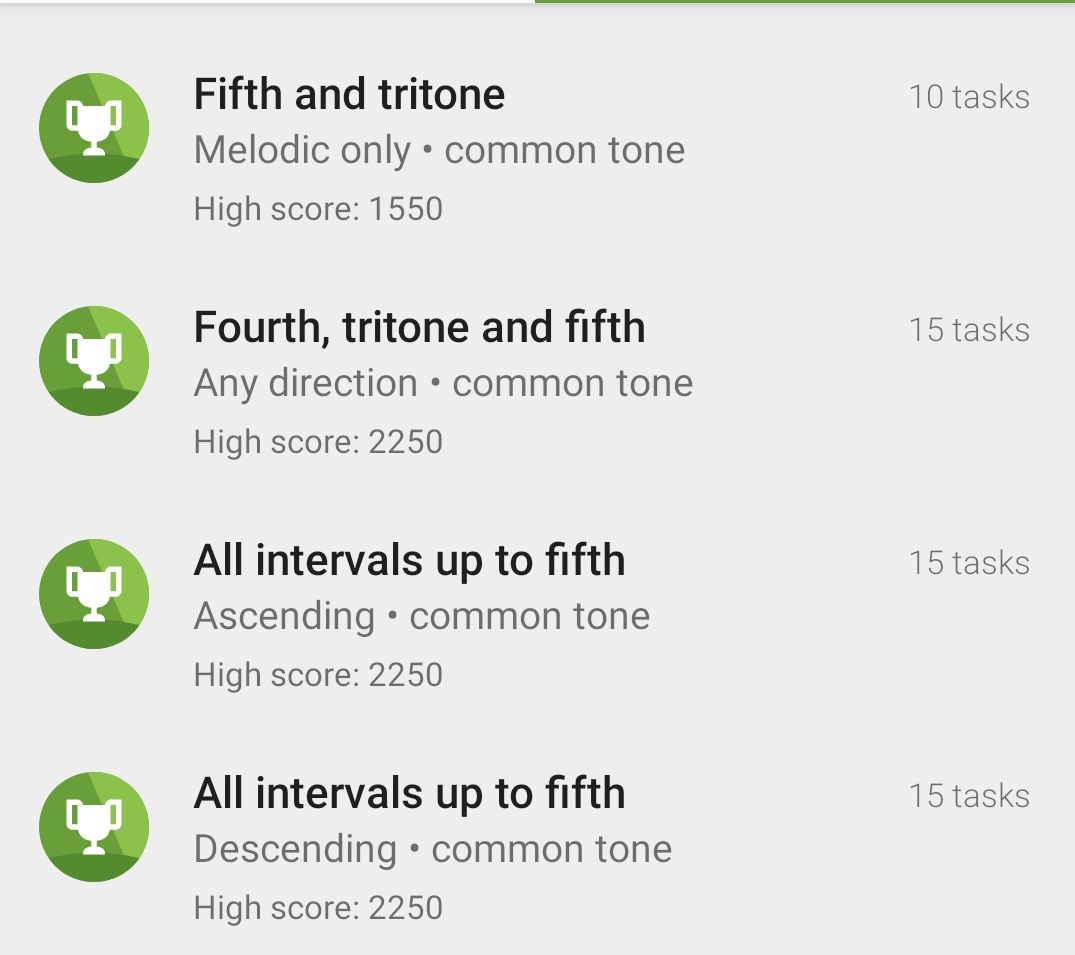 Fifth and tritone
10 tasks
Melodic only • common tone
High score: 1550
Fourth, tritone and fifth
15 tasks
Any direction • common tone
High score: 2250
All intervals up to fifth
15 tasks
Ascending • common tone
High score: 2250
All intervals up to fifth
15 tasks
Descending • common tone
High score: 2250